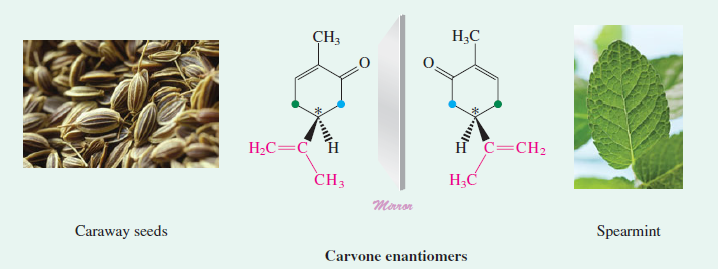 CH₃
H₃C
O
O
*
*
H₂C=C
H
H
C=CH₂
CH₃
H₃C
Mirror
Caraway seeds
Spearmint
Carvone enantiomers